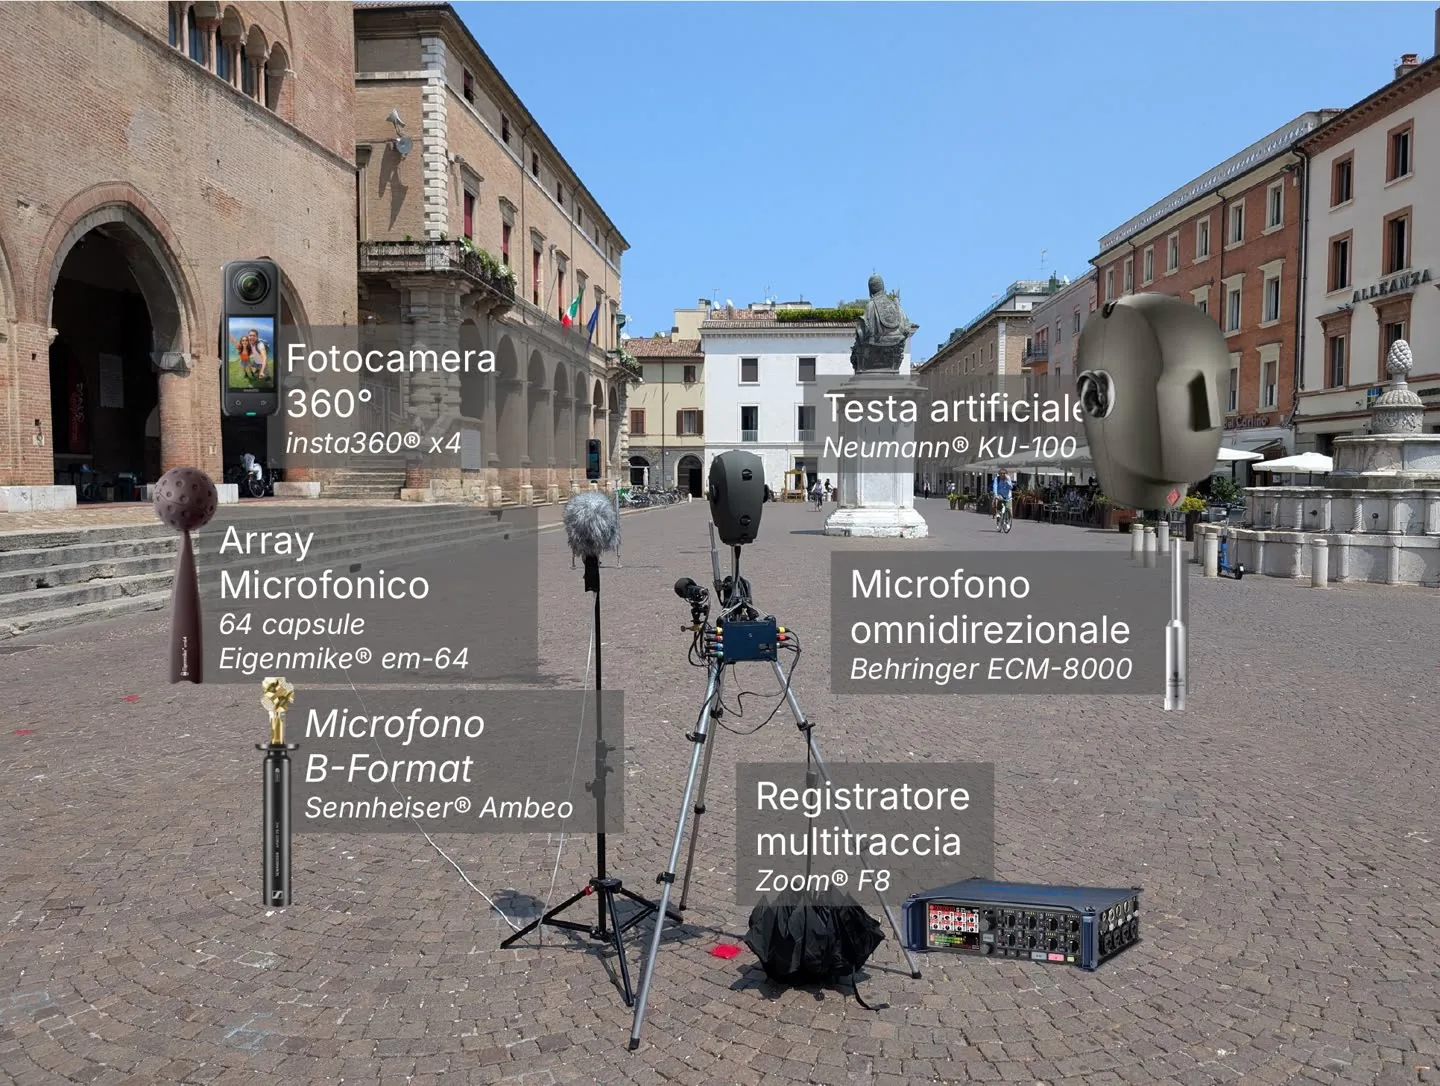 ALLEANZA
Fotocamera
360°
insta360® x4
Testa artificiale
Neumann® KU-100
Array
Microfonico
64 capsule
Eigenmike® em-64
Microfono
omnidirezionale
Behringer ECM-8000
Microfono
B-Format
Sennheiser® Ambeo
Registratore
multitraccia
Zoom® F8